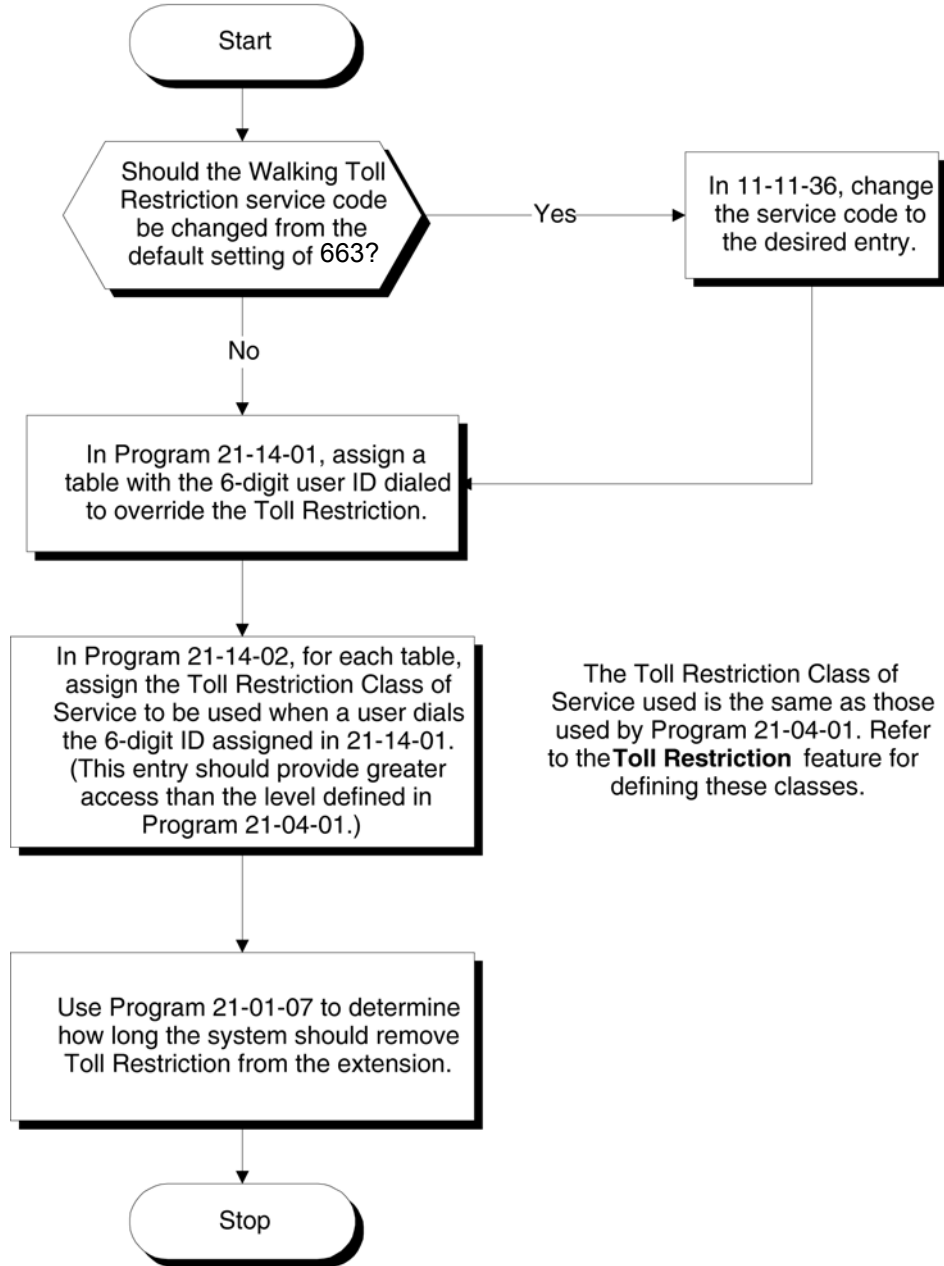 Start
Should the Walking Toll
Restriction service code
be changed from the
default setting of 663?
Yes
In 11-11-36, change
the service code to
the desired entry.
No
In Program 21-14-01, assign a
table with the 6-digit user ID dialed
to override the Toll Restriction.
In Program 21-14-02, for each table,
assign the Toll Restriction Class of
Service to be used when a user dials
the 6-digit ID assigned in 21-14-01.
(This entry should provide greater
access than the level defined in
Program 21-04-01.)
The Toll Restriction Class of
Service used is the same as those
used by Program 21-04-01. Refer
to the Toll Restriction feature for
defining these classes.
Use Program 21-01-07 to determine
how long the system should remove
Toll Restriction from the extension.
Stop